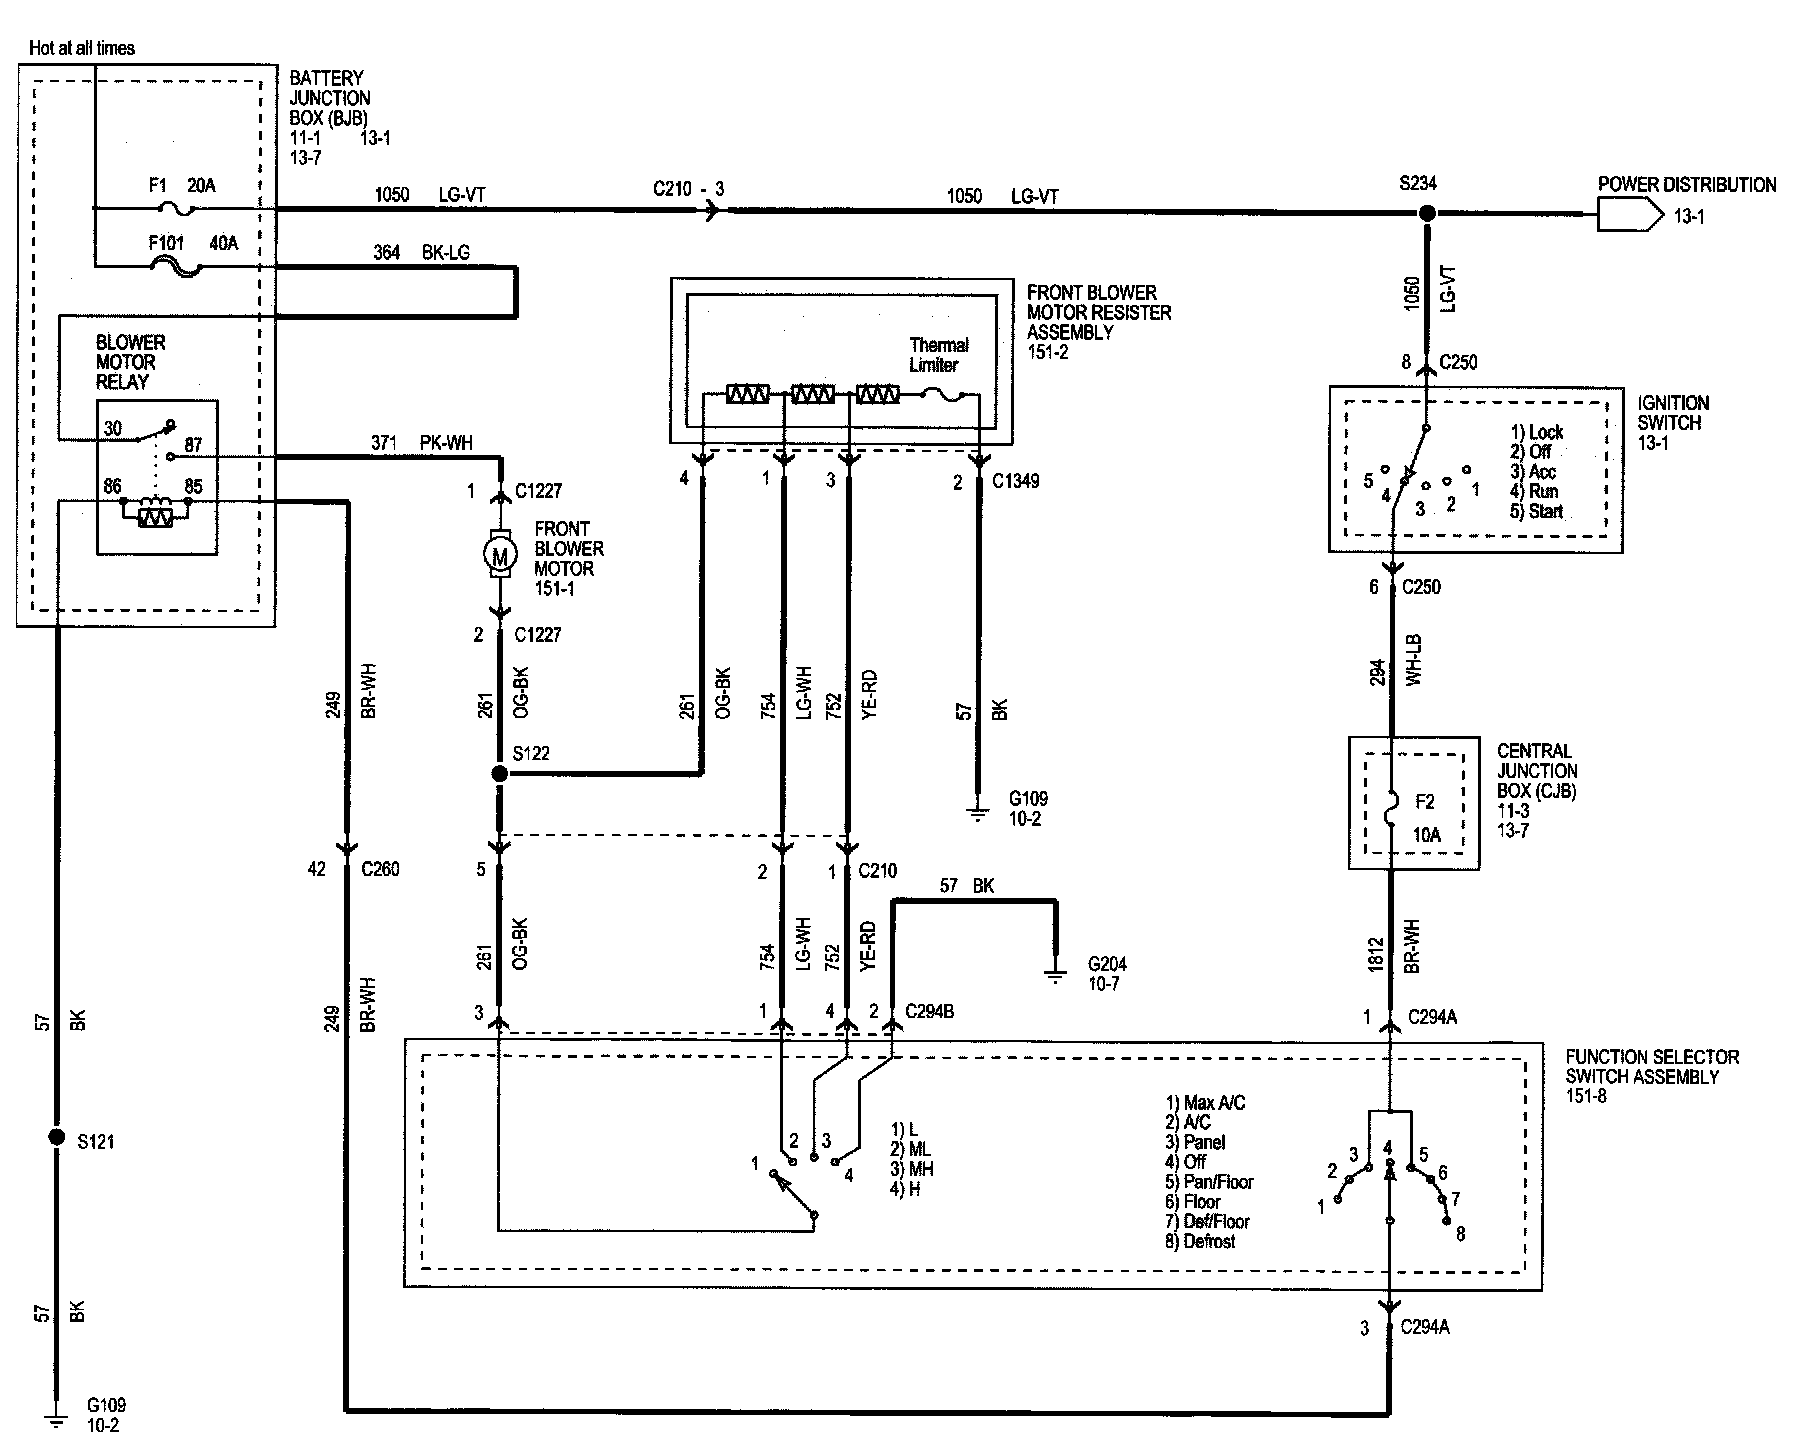 Hot at all times
BATTERY
JUNCTION
BOX (BJB)
11-1 13-1
13-7
F1 20A
1050 LG-VT
C210 - 3
1050 LG-VT
S234
POWER DISTRIBUTION
13-1
F101 40A
364 BK-LG
1050
LG-VT
FRONT BLOWER
MOTOR RESISTER
ASSEMBLY
151-2
Thermal
Limiter
BLOWER
MOTOR
RELAY
30
87
86
85
371 PK-WH
1
C1227
FRONT
BLOWER
MOTOR
151-1
M
2
C1227
4
1
3
2
C1349
8
C250
IGNITION
SWITCH
13-1
1) Lock
2) Off
3) Acc
4) Run
5) Start
5
4
3
2
1
6
C250
249
BR-WH
261
OG-BK
261
OG-BK
754
LG-WH
752
YE-RD
57
BK
294
WH-LB
S122
G109
10-2
CENTRAL
JUNCTION
BOX (CJB)
11-3
13-7
F2
10A
42
C260
5
2
1
C210
57 BK
261
OG-BK
754
LG-WH
752
YE-RD
G204
10-7
1812
BR-WH
57
BK
249
BR-WH
3
1
4
2
C294B
1
C294A
FUNCTION SELECTOR
SWITCH ASSEMBLY
151-8
S121
1
2
3
4
1) L
2) ML
3) MH
4) H
1) Max A/C
2) A/C
3) Panel
4) Off
5) Pan/Floor
6) Floor
7) Def/Floor
8) Defrost
1
2
3
4
5
6
7
8
57
BK
3
C294A
G109
10-2